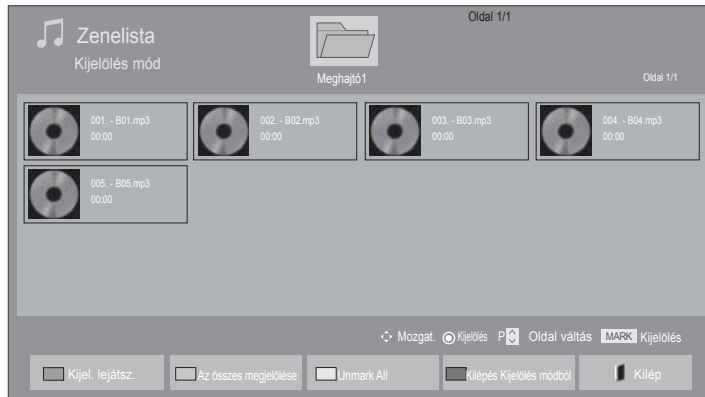 Zenelista
Kijelölés mód
Oldal 1/1
Meghajtó1
Oldal 1/1
001. - B01.mp3
00:00
002. - B02.mp3
00:00
003. - B03.mp3
00:00
004. - B04.mp3
00:00
005. - B05.mp3
00:00
Mozgat. Kijelölés P Oldal váltás MARK Kijelölés
Kijel. lejátsz. Az összes megjelölése Unmark All Kilépés Kijelölés módból Kilép